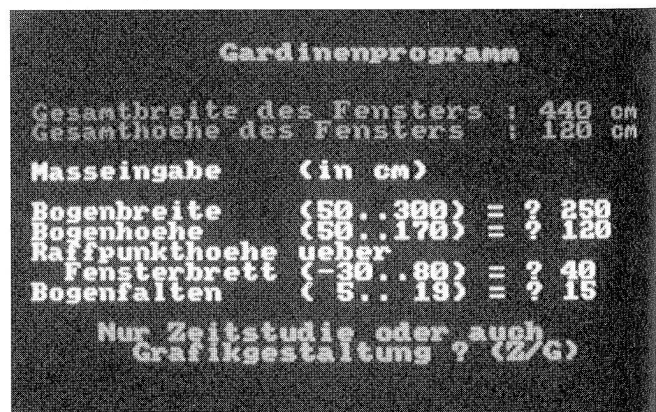 Gardinenprogramm
Gesamtbreite des Fensters : 440 cm
Gesamthoehe des Fensters : 120 cm
Masseingabe (in cm)
Bogenbreite (50..300) = ? 250
Bogenhoehe (50..170) = ? 120
Raffpunkthoehe ueber
Fensterbrett (-30..80) = ? 40
Bogenfalten ( 5.. 19) = ? 15
Nur Zeitstudie oder auch
Grafikgestaltung ? (Z/G)